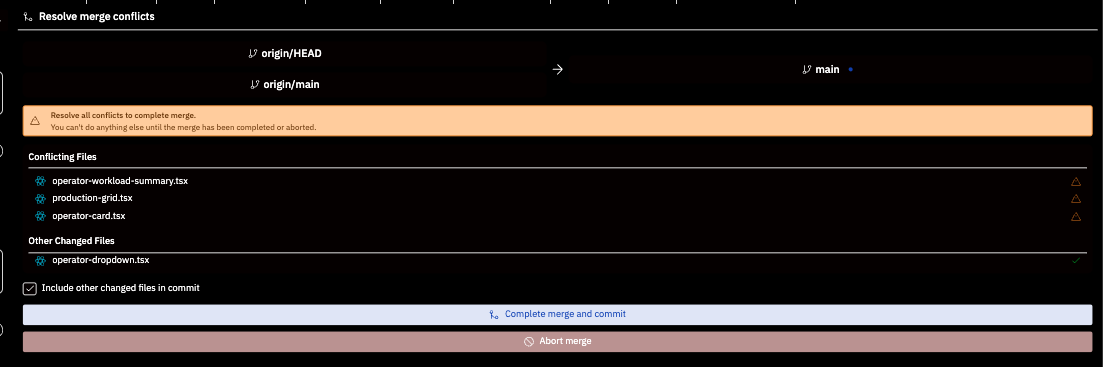 Resolve merge conflicts
origin/HEAD
origin/main
main
Resolve all conflicts to complete merge.
You can't do anything else until the merge has been completed or aborted.
Conflicting Files
operator-workload-summary.tsx
production-grid.tsx
operator-card.tsx
Other Changed Files
operator-dropdown.tsx
Include other changed files in commit
Complete merge and commit
Abort merge